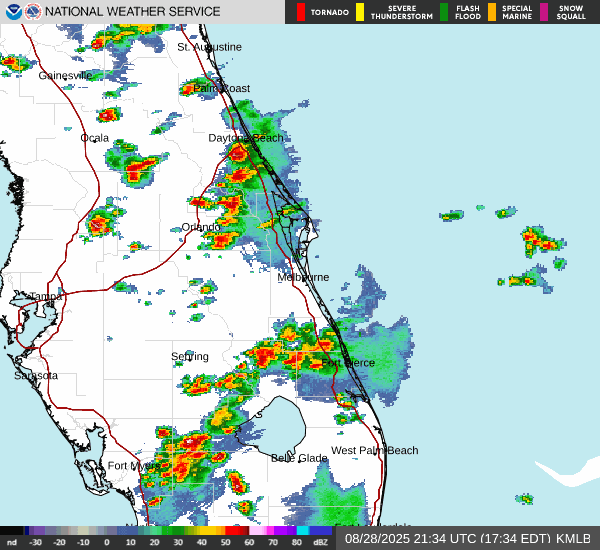 NATIONAL WEATHER SERVICE
TORNADO
SEVERE THUNDERSTORM
FLASH FLOOD
SPECIAL MARINE
SNOW SQUALL
St. Augustine
Gainesville
Palm Coast
Ocala
Daytona Beach
Orlando
Melbourne
Tampa
Sebring
Fort Pierce
Sarasota
West Palm Beach
Belle Glade
Fort Myers
nd -30 -20 -10 0 10 20 30 40 50 60 70 80 dBZ
08/28/2025 21:34 UTC (17:34 EDT) KMLB